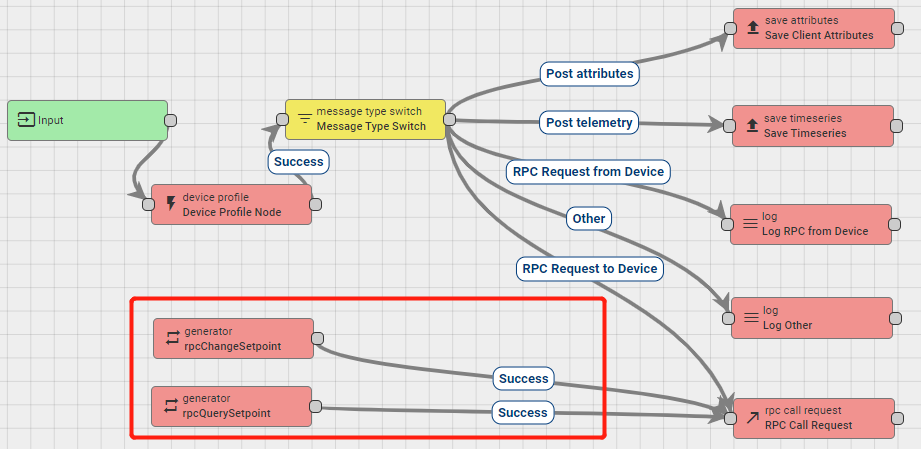 save attributes
Save Client Attributes
Post attributes
Input
message type switch
Message Type Switch
Post telemetry
save timeseries
Save Timeseries
Success
RPC Request from Device
device profile
Device Profile Node
log
Log RPC from Device
Other
RPC Request to Device
log
Log Other
generator
rpcChangeSetpoint
Success
generator
rpcQuerySetpoint
Success
rpc call request
RPC Call Request